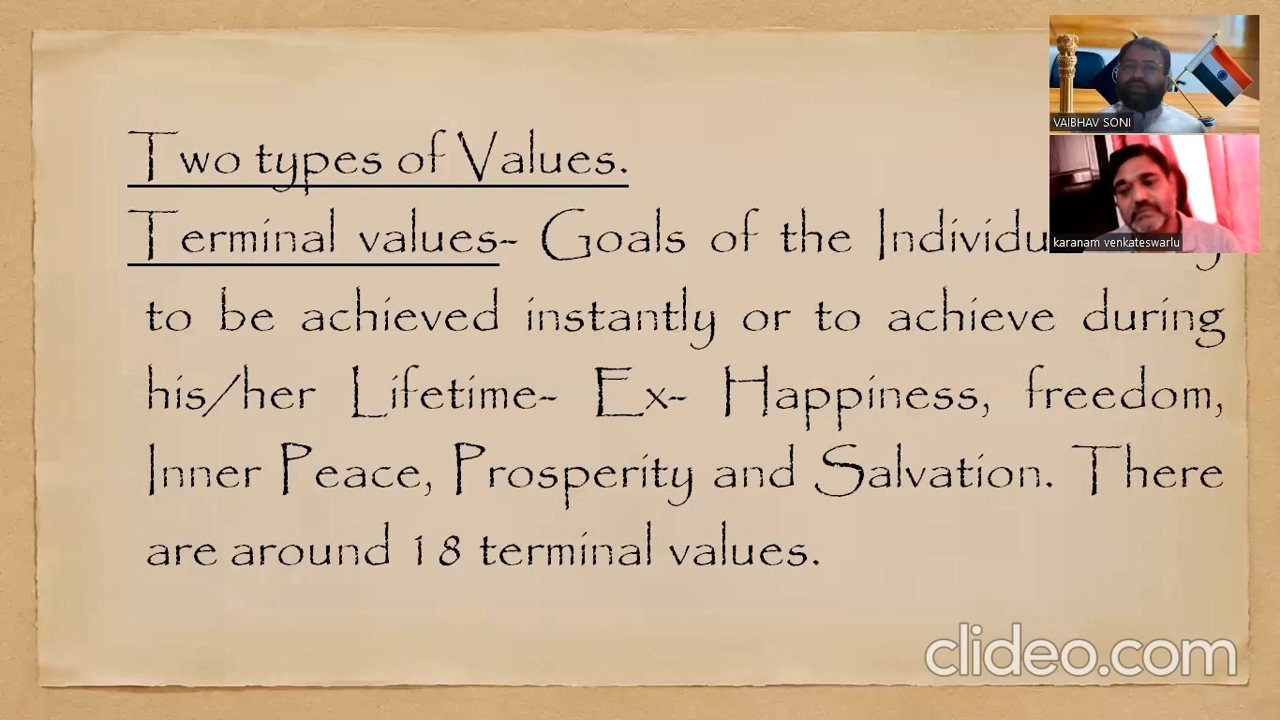 Two types of Values.
Terminal values- Goals of the
to be achieved instantly or to achieve during
his/her Lifetime- Ex- Happiness, freedom,
Inner Peace, Prosperity and Salvation. There
are around 18 terminal values.
VAIBHAV SONI
karanam venkateswarlu
clideo.com